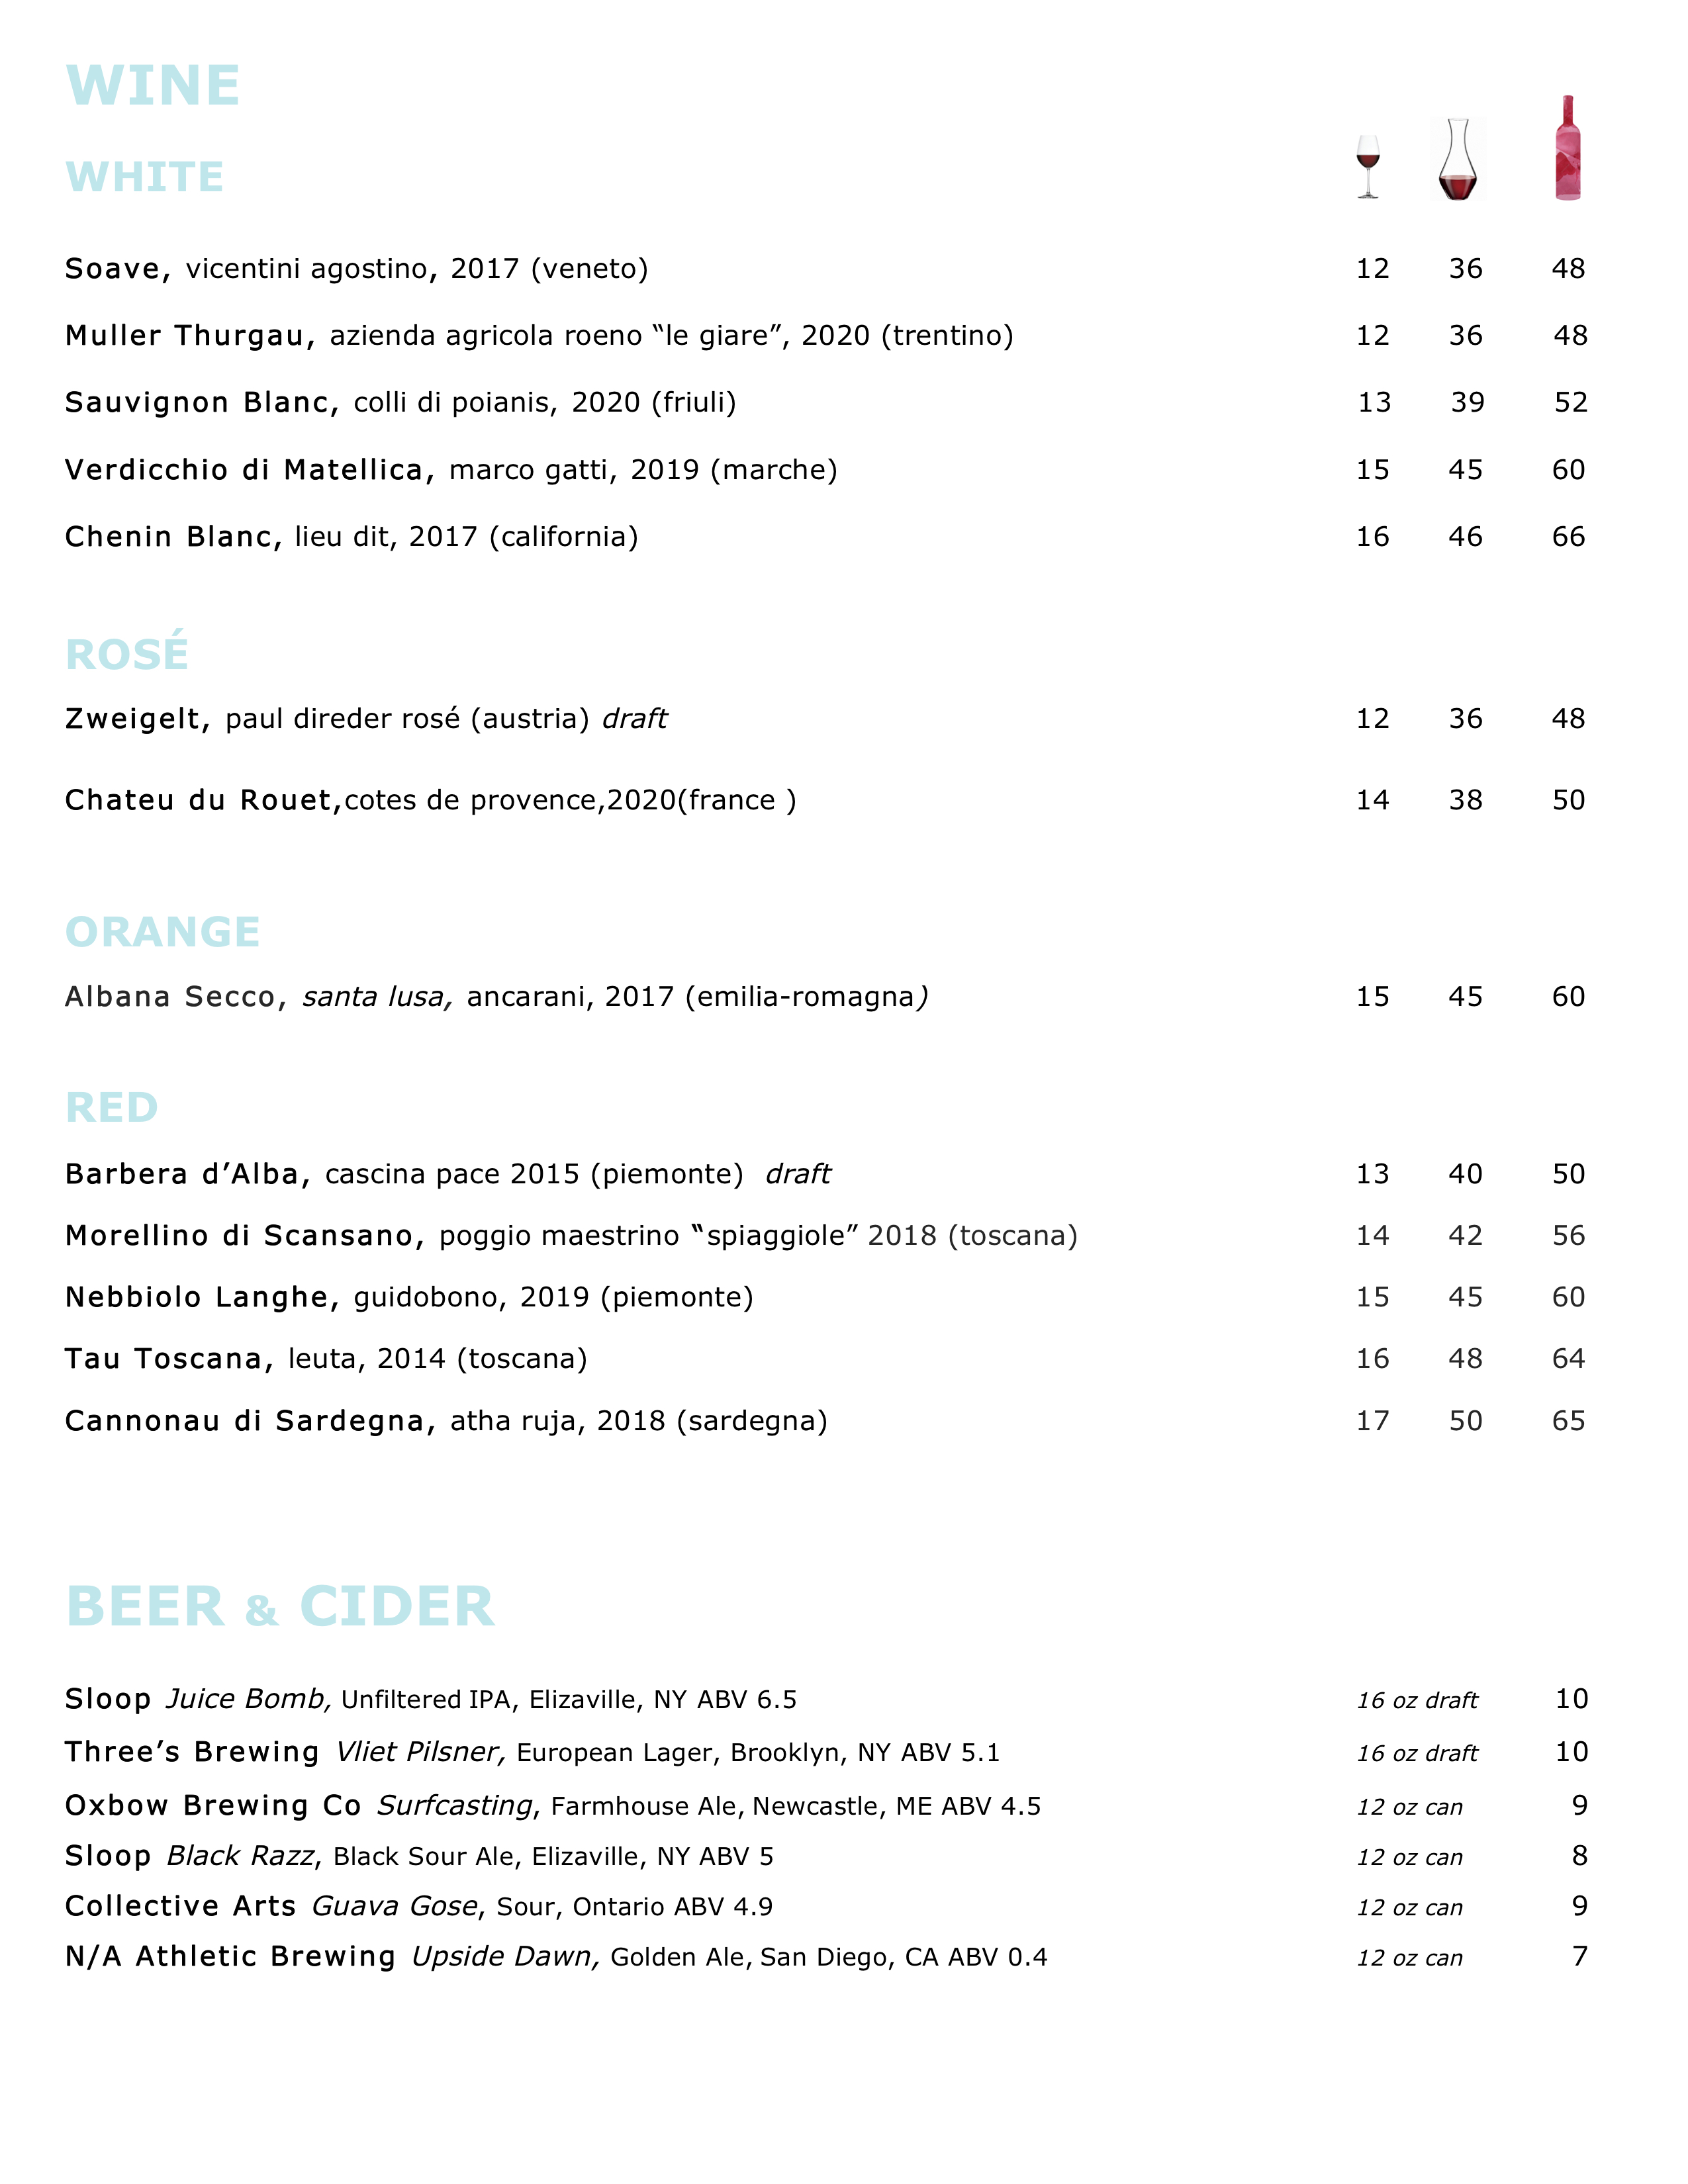 WINE
WHITE
Soave, vicentini agostino, 2017 (veneto) 12 36 48
Muller Thurgau, azienda agricola roeno “le giare”, 2020 (trentino) 12 36 48
Sauvignon Blanc, colli di poianis, 2020 (friuli) 13 39 52
Verdicchio di Matellica, marco gatti, 2019 (marche) 15 45 60
Chenin Blanc, lieu dit, 2017 (california) 16 46 66
ROSÉ
Zweigelt, paul direder rosé (austria) draft 12 36 48
Chateu du Rouet,cotes de provence,2020(france ) 14 38 50
ORANGE
Albana Secco, santa lusa, ancarani, 2017 (emilia-romagna) 15 45 60
RED
Barbera d’Alba, cascina pace 2015 (piemonte) draft 13 40 50
Morellino di Scansano, poggio maestrino “spiaggiole” 2018 (toscana) 14 42 56
Nebbiolo Langhe, guidobono, 2019 (piemonte) 15 45 60
Tau Toscana, leuta, 2014 (toscana) 16 48 64
Cannonau di Sardegna, atha ruja, 2018 (sardegna) 17 50 65
BEER & CIDER
Sloop Juice Bomb, Unfiltered IPA, Elizaville, NY ABV 6.5 16 oz draft 10
Three’s Brewing Vliet Pilsner, European Lager, Brooklyn, NY ABV 5.1 16 oz draft 10
Oxbow Brewing Co Surfcasting, Farmhouse Ale, Newcastle, ME ABV 4.5 12 oz can 9
Sloop Black Razz, Black Sour Ale, Elizaville, NY ABV 5 12 oz can 8
Collective Arts Guava Gose, Sour, Ontario ABV 4.9 12 oz can 9
N/A Athletic Brewing Upside Dawn, Golden Ale, San Diego, CA ABV 0.4 12 oz can 7